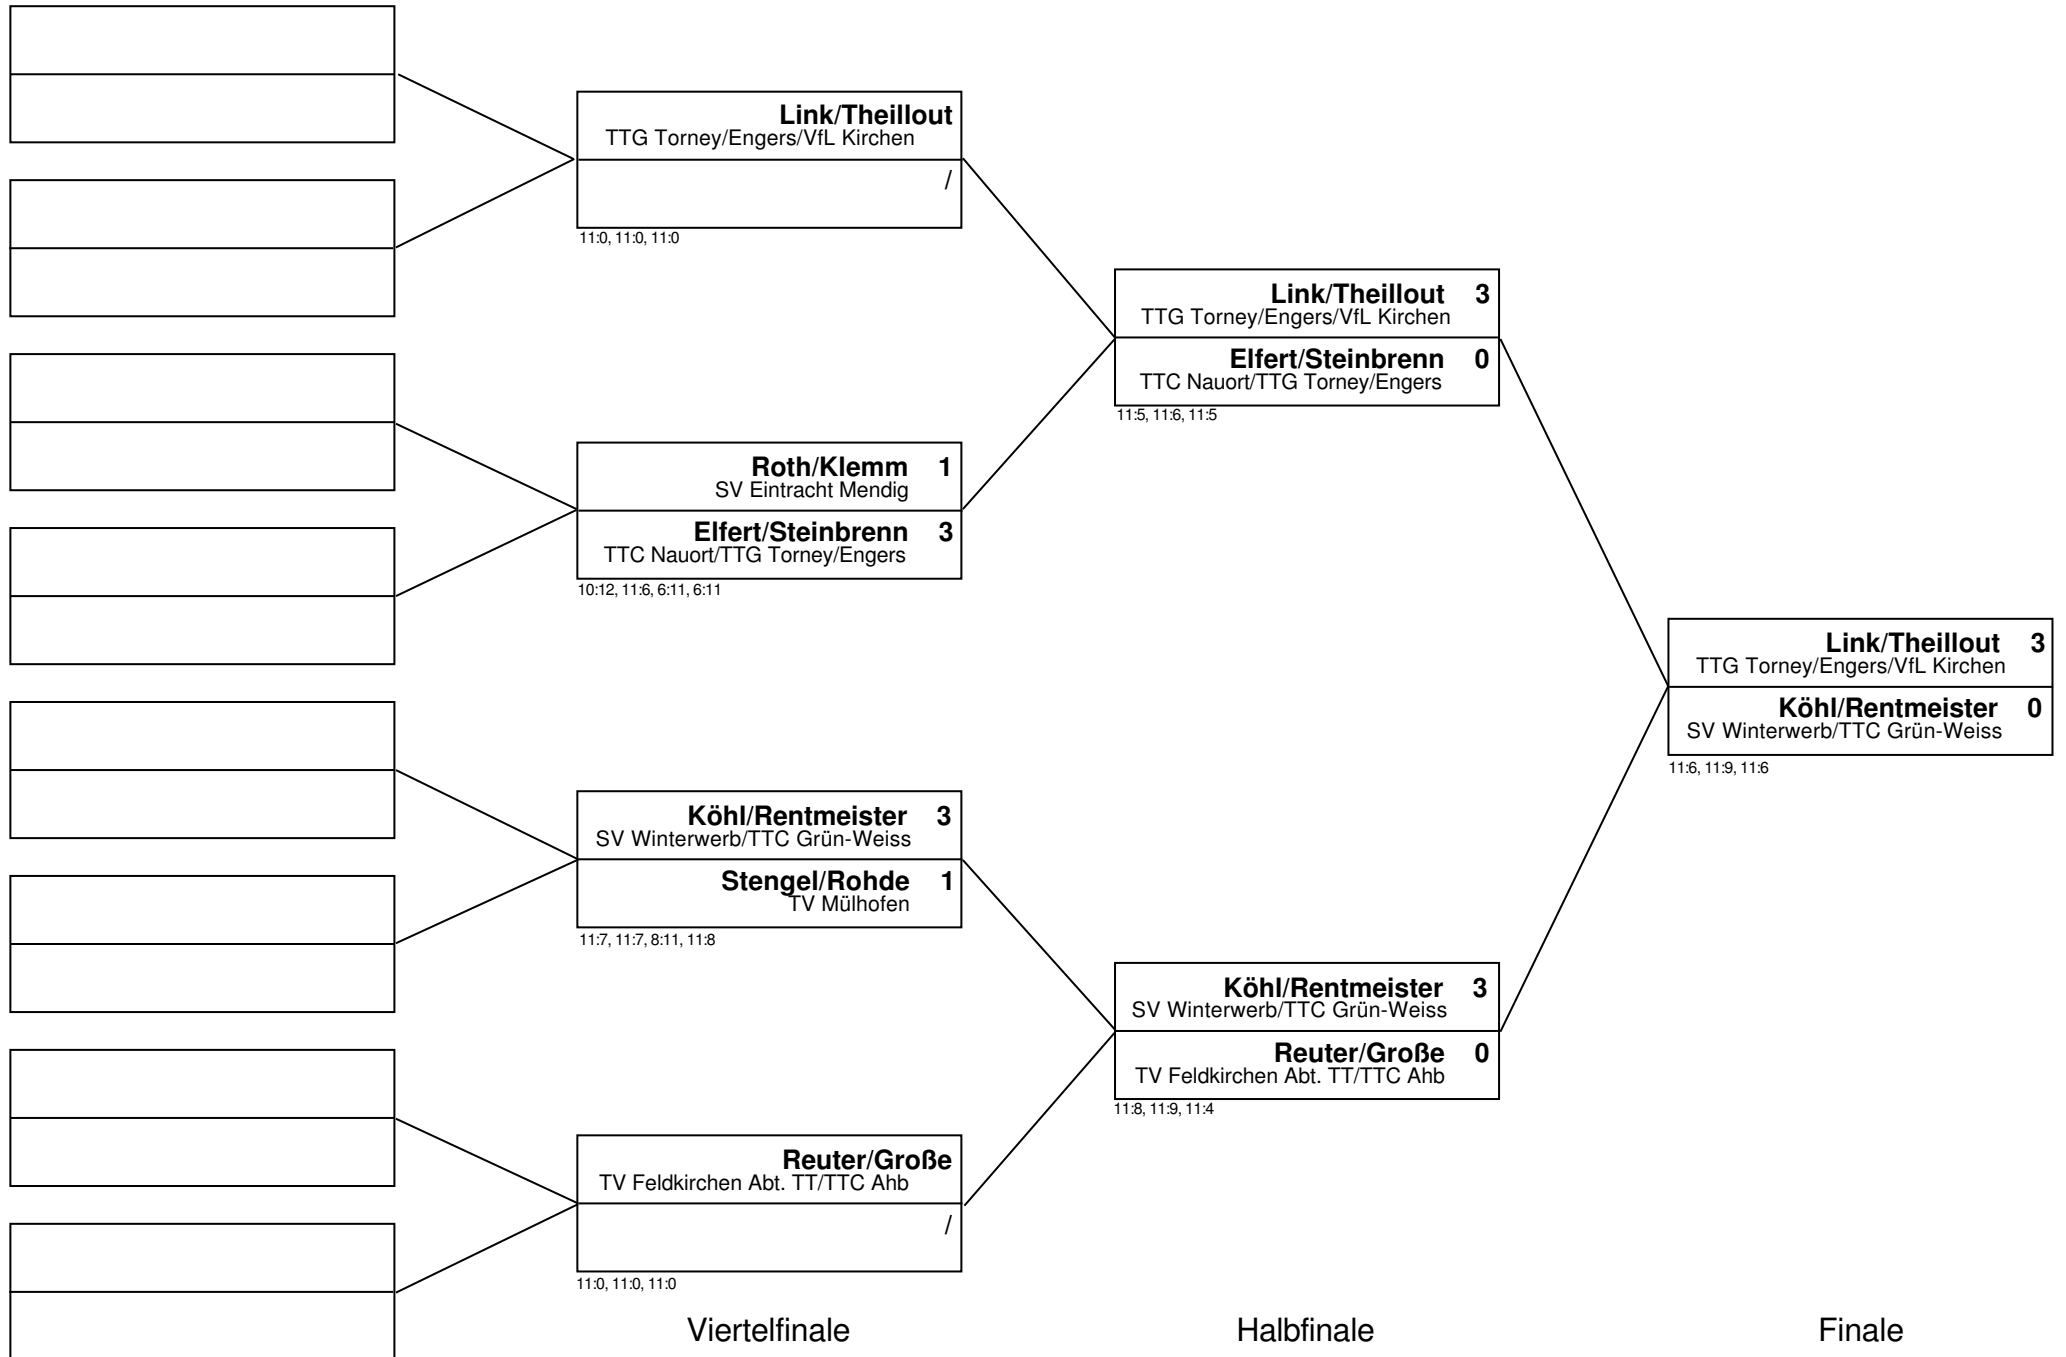 Link/Theillout
TTG Torney/Engers/VfL Kirchen
/
11:0, 11:0, 11:0
Roth/Klemm 1
SV Eintracht Mendig
Elfert/Steinbrenn 3
TTC Nauort/TTG Torney/Engers
10:12, 11:6, 6:11, 6:11
Köhl/Rentmeister 3
SV Winterwerb/TTC Grün-Weiss
Stengel/Rohde 1
TV Mülhofen
11:7, 11:7, 8:11, 11:8
Reuter/Große
TV Feldkirchen Abt. TT/TTC Ahb
/
11:0, 11:0, 11:0
Viertelfinale
Link/Theillout 3
TTG Torney/Engers/VfL Kirchen
Elfert/Steinbrenn 0
TTC Nauort/TTG Torney/Engers
11:5, 11:6, 11:5
Köhl/Rentmeister 3
SV Winterwerb/TTC Grün-Weiss
Reuter/Große 0
TV Feldkirchen Abt. TT/TTC Ahb
11:8, 11:9, 11:4
Halbfinale
Link/Theillout 3
TTG Torney/Engers/VfL Kirchen
Köhl/Rentmeister 0
SV Winterwerb/TTC Grün-Weiss
11:6, 11:9, 11:6
Finale